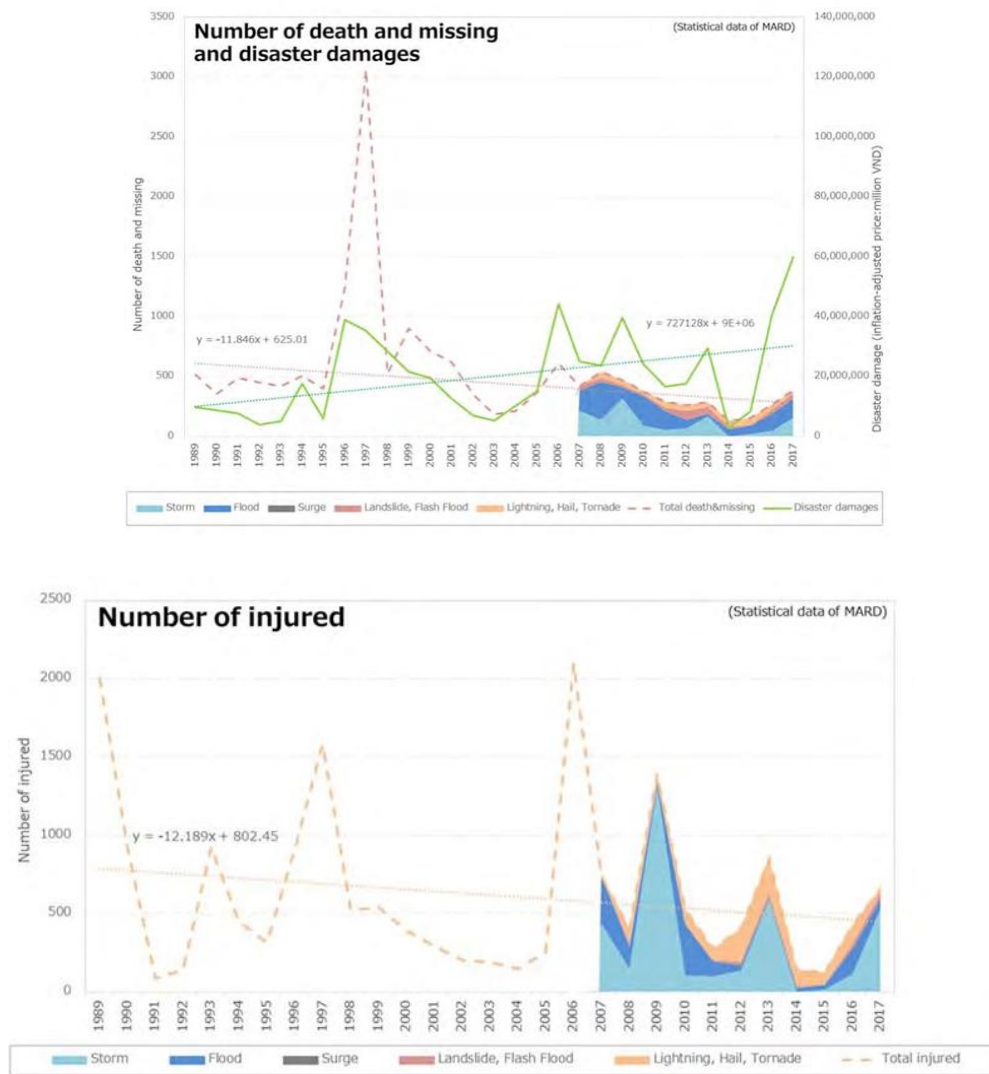 Number of death and missing
and disaster damages
(Statistical data of MARD)
3500
3000
2500
2000
1500
1000
500
0
Number of death and missing
140,000,000
120,000,000
100,000,000
80,000,000
60,000,000
40,000,000
20,000,000
0
Disaster damage (inflation-adjusted price:million VND)
y = -11.846x + 625.01
y = 727128x + 9E+06
1989 1990 1991 1992 1993 1994 1995 1996 1997 1998 1999 2000 2001 2002 2003 2004 2005 2006 2007 2008 2009 2010 2011 2012 2013 2014 2015 2016 2017
Storm Flood Surge Landslide, Flash Flood Lightning, Hail, Tornade Total death&missing Disaster damages
Number of injured
(Statistical data of MARD)
2500
2000
1500
1000
500
0
Number of injured
y = -12.189x + 802.45
1989 1990 1991 1992 1993 1994 1995 1996 1997 1998 1999 2000 2001 2002 2003 2004 2005 2006 2007 2008 2009 2010 2011 2012 2013 2014 2015 2016 2017
Storm Flood Surge Landslide, Flash Flood Lightning, Hail, Tornade Total injured